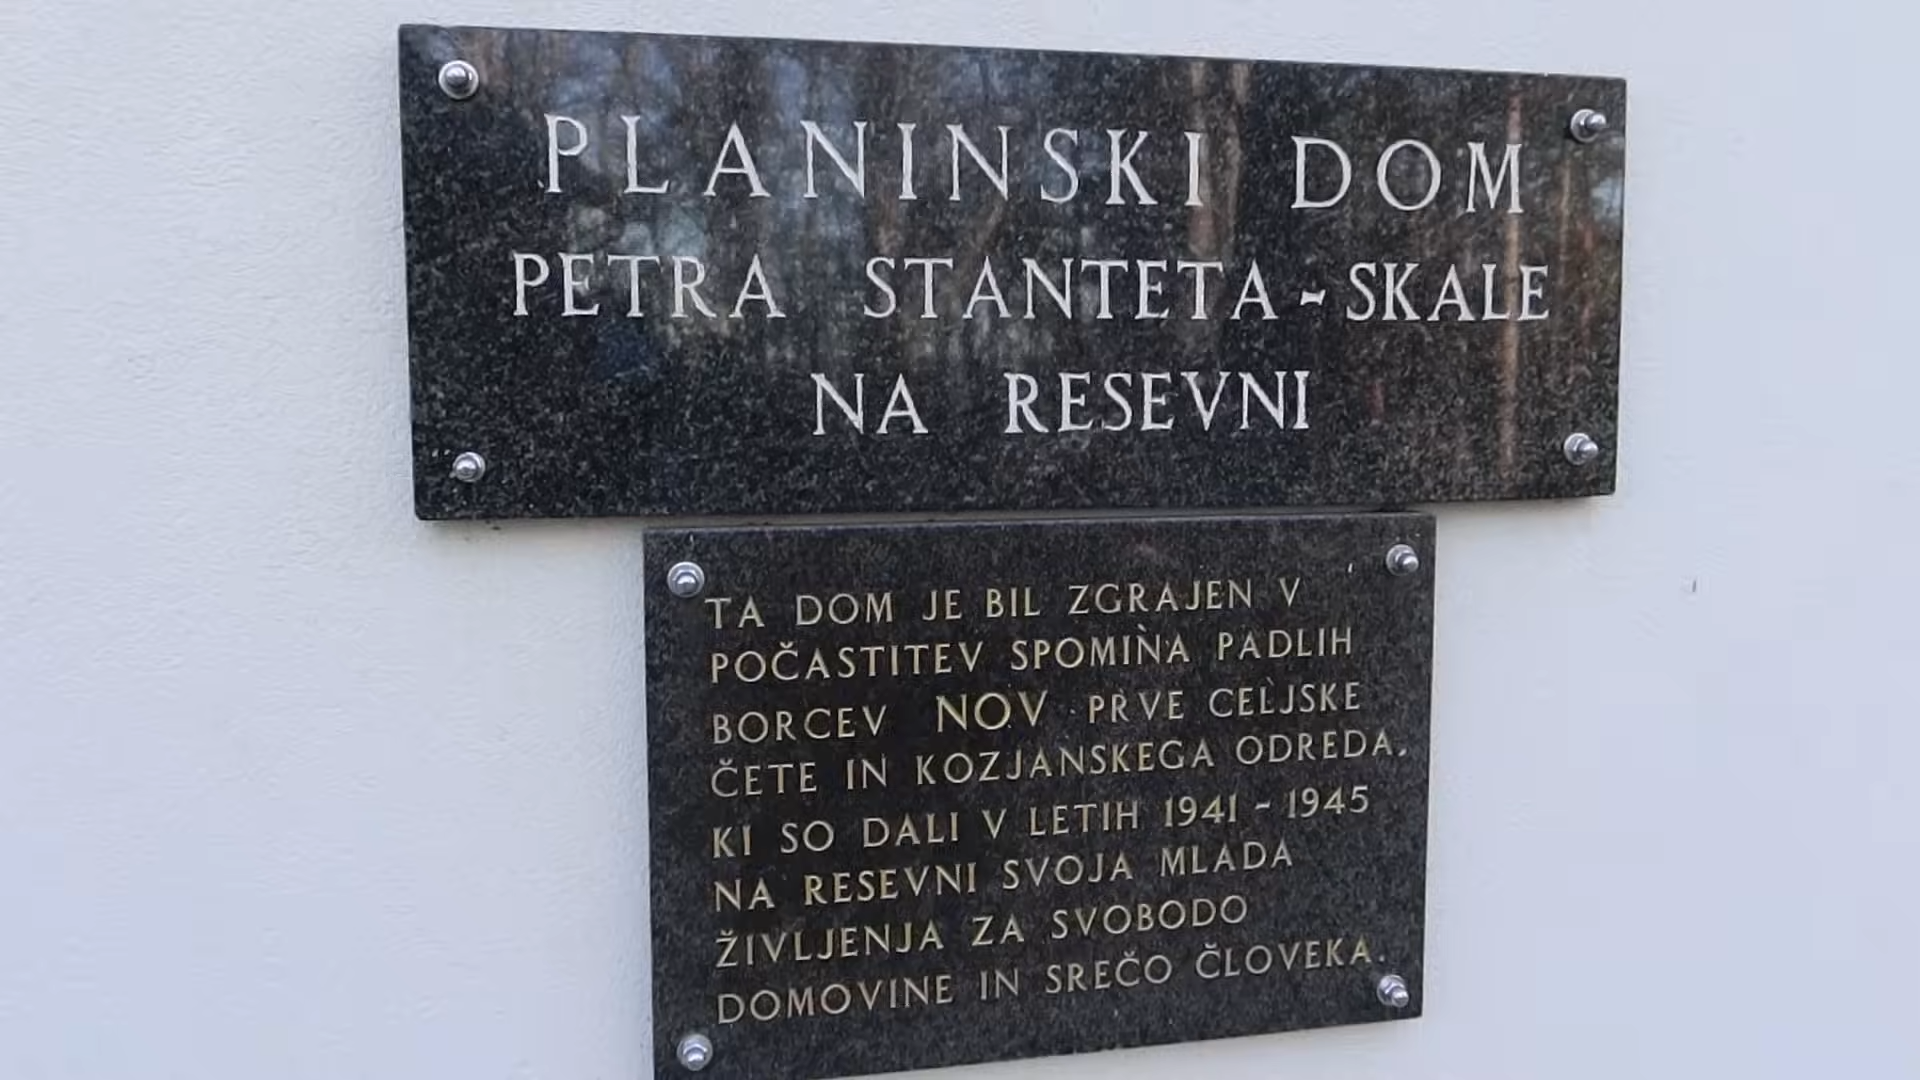 PLANINSKI DOM
PETRA STANTETA - SKALE
NA RESEVNI
TA DOM JE BIL ZGRAJEN V
POČASTITEV SPOMINA PADLIH
BORCEV NOV PRVE CELJSKE
ČETE IN KOZJANSKEGA ODREDA,
KI SO DALI V LETIH 1941 - 1945
NA RESEVNI SVOJA MLADA
ŽIVLJENJA ZA SVOBODO
DOMOVINE IN SREČO ČLOVEKA.